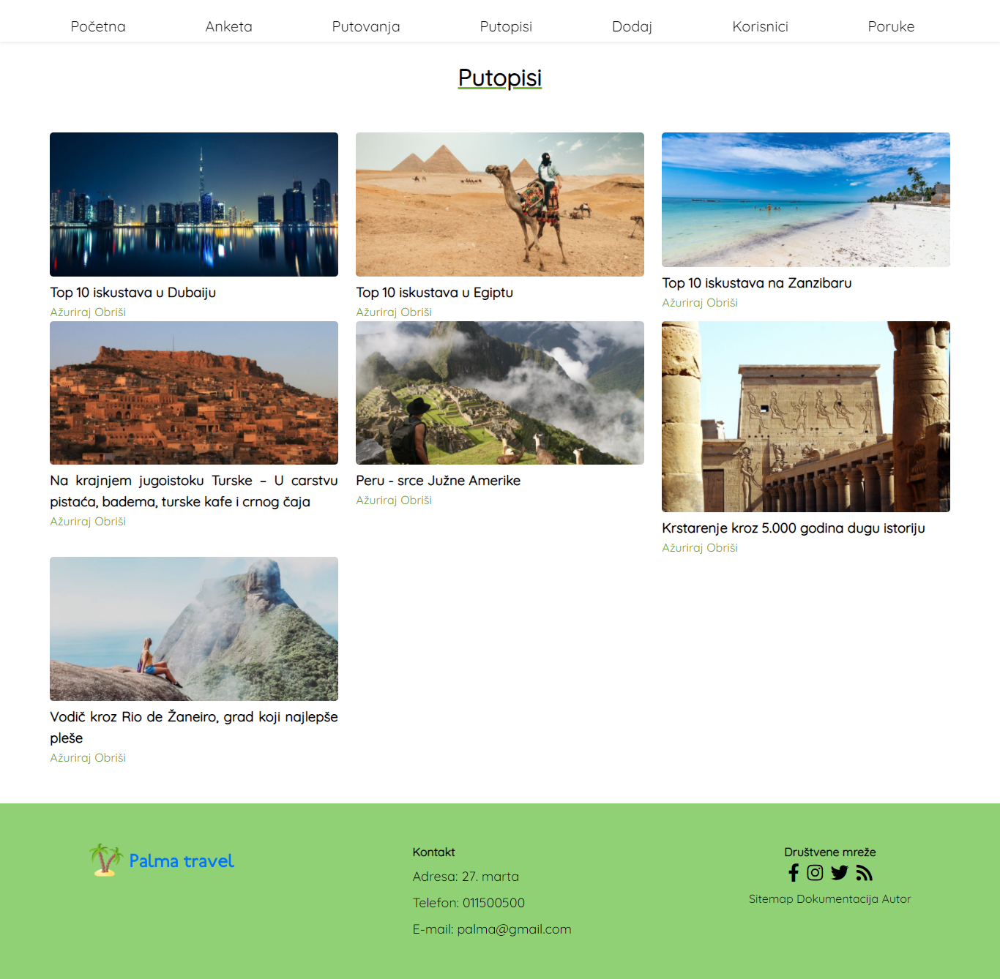 Početna Anketa Putovanja Putopisi Dodaj Korisnici Poruke
Putopisi
Top 10 iskustava u Dubaiju
Ažuriraj Obriši
Top 10 iskustava u Egiptu
Ažuriraj Obriši
Top 10 iskustava na Zanzibaru
Ažuriraj Obriši
Na krajnjem jugoistoku Turske – U carstvu
pistaća, badema, turske kafe i crnog čaja
Ažuriraj Obriši
Peru - srce Južne Amerike
Ažuriraj Obriši
Krstarenje kroz 5.000 godina dugu istoriju
Ažuriraj Obriši
Vodič kroz Rio de Žaneiro, grad koji najlepše
pleše
Ažuriraj Obriši
Palma travel
Kontakt
Adresa: 27. marta
Telefon: 011500500
E-mail: palma@gmail.com
Društvene mreže
Sitemap Dokumentacija Autor